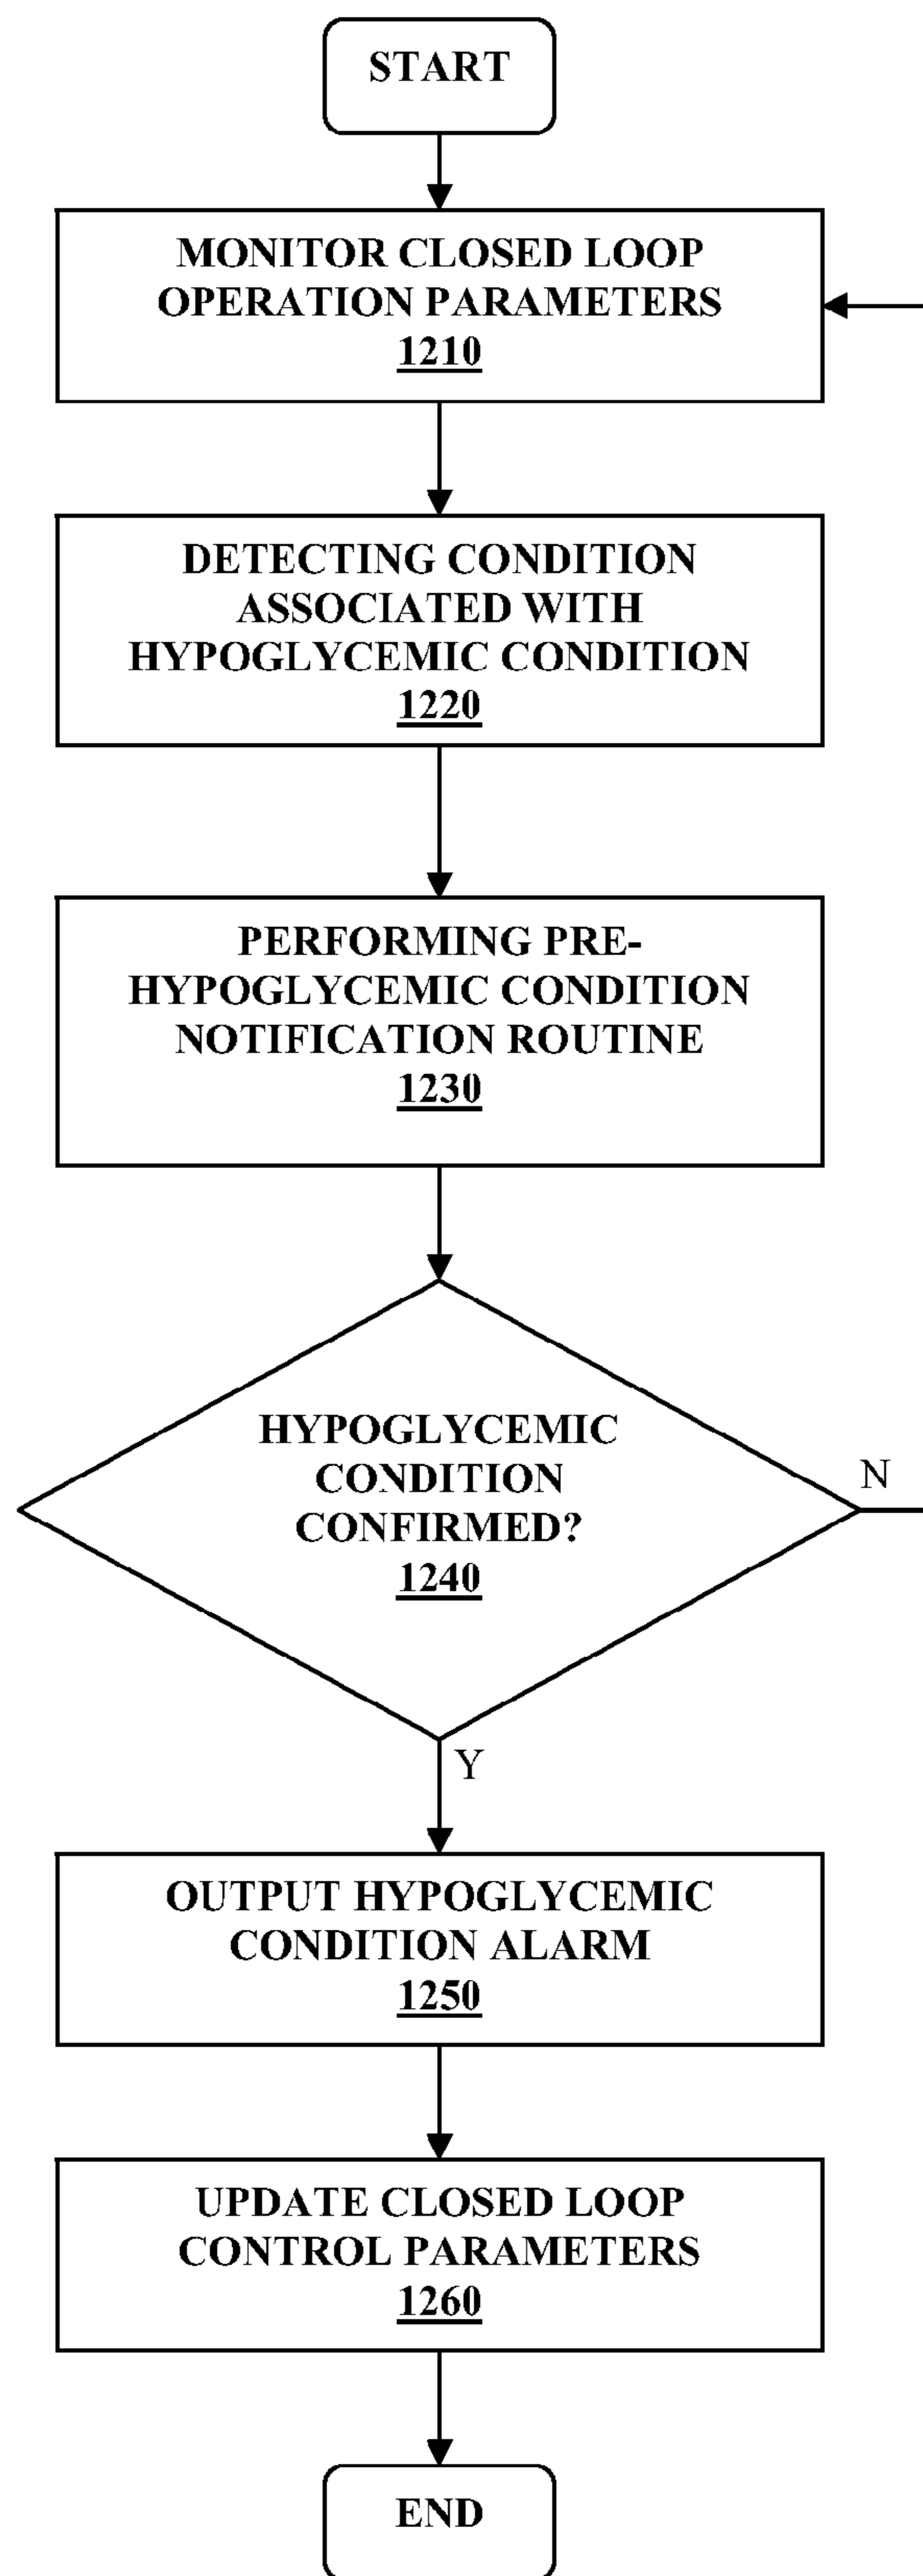 START
MONITOR CLOSED LOOP
OPERATION PARAMETERS
1210
DETECTING CONDITION
ASSOCIATED WITH
HYPOGLYCEMIC CONDITION
1220
PERFORMING PRE-
HYPOGLYCEMIC CONDITION
NOTIFICATION ROUTINE
1230
HYPOGLYCEMIC
CONDITION
CONFIRMED?
1240
N
Y
OUTPUT HYPOGLYCEMIC
CONDITION ALARM
1250
UPDATE CLOSED LOOP
CONTROL PARAMETERS
1260
END